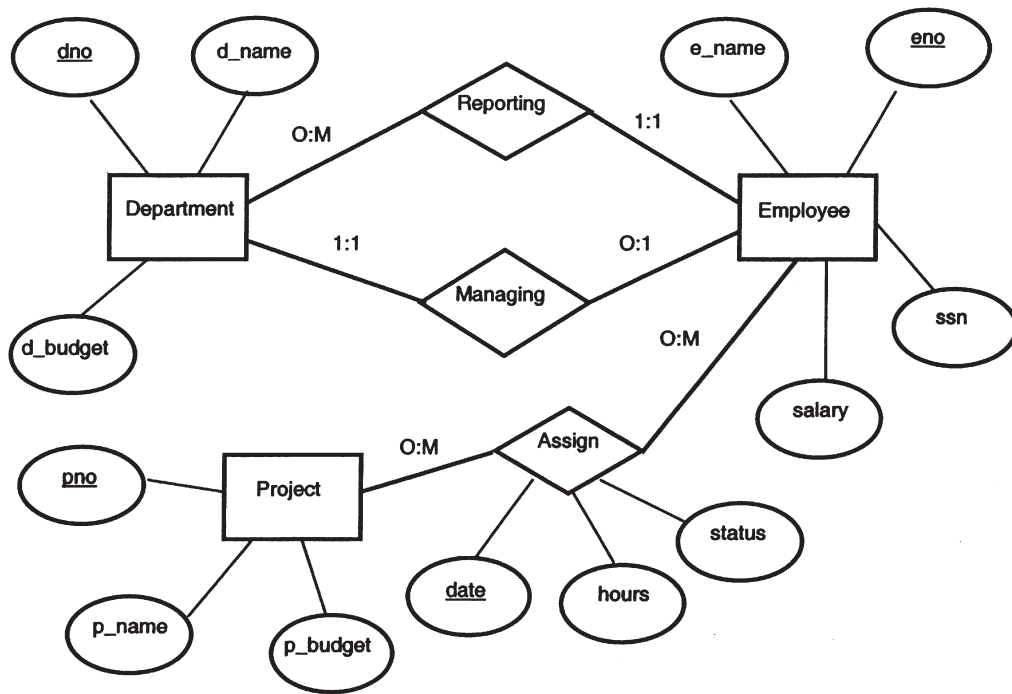 dno
d_name
e_name
eno
Reporting
O:M
1:1
Department
Employee
1:1
O:1
Managing
d_budget
ssn
O:M
salary
O:M
Assign
pno
Project
status
date
hours
p_name
p_budget